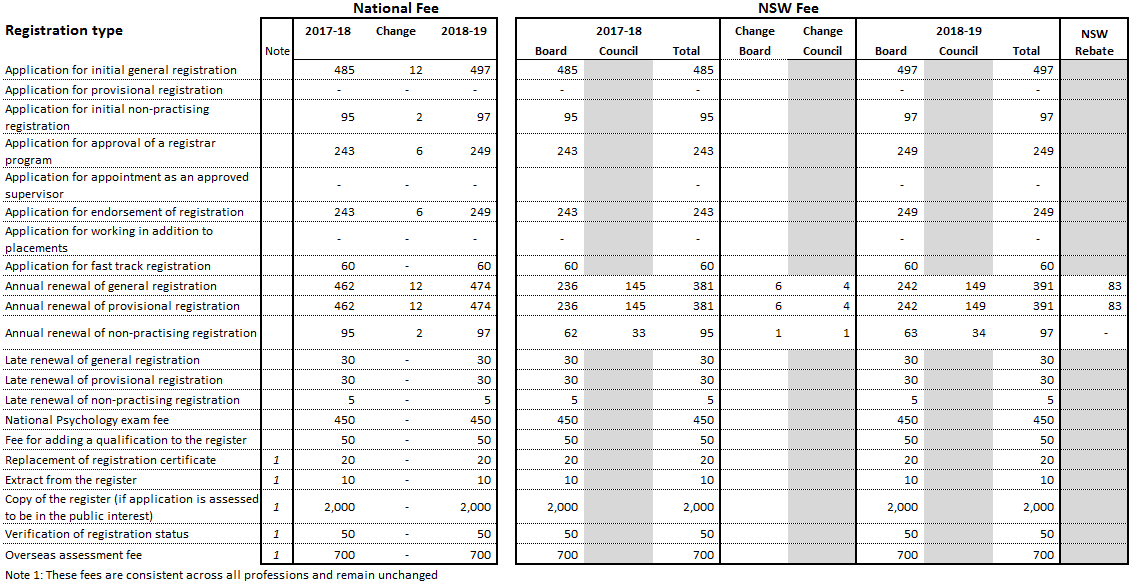 National Fee NSW Fee
Registration type 2017-18 Change 2018-19 2017-18 Change Change 2018-19 NSW
Note Board Council Total Board Council Board Council Total Rebate
Application for initial general registration 485 12 497 485 485 497 497
Application for provisional registration - - - - - - -
Application for initial non-practising
registration 95 2 97 95 95 97 97
Application for approval of a registrar
program 243 6 249 243 243 249 249
Application for appointment as an approved
supervisor - - - - -
Application for endorsement of registration 243 6 249 243 243 249 249
Application for working in addition to
placements - - - - - - -
Application for fast track registration 60 - 60 60 60 60 60
Annual renewal of general registration 462 12 474 236 145 381 6 4 242 149 391 83
Annual renewal of provisional registration 462 12 474 236 145 381 6 4 242 149 391 83
Annual renewal of non-practising registration 95 2 97 62 33 95 1 1 63 34 97 -
Late renewal of general registration 30 - 30 30 30 30 30
Late renewal of provisional registration 30 - 30 30 30 30 30
Late renewal of non-practising registration 5 - 5 5 5 5 5
National Psychology exam fee 450 - 450 450 450 450 450
Fee for adding a qualification to the register 50 - 50 50 50 50 50
Replacement of registration certificate 1 20 - 20 20 20 20 20
Extract from the register 1 10 - 10 10 10 10 10
Copy of the register (if application is assessed
to be in the public interest) 1 2,000 - 2,000 2,000 2,000 2,000 2,000
Verification of registration status 1 50 - 50 50 50 50 50
Overseas assessment fee 1 700 - 700 700 700 700 700
Note 1: These fees are consistent across all professions and remain unchanged